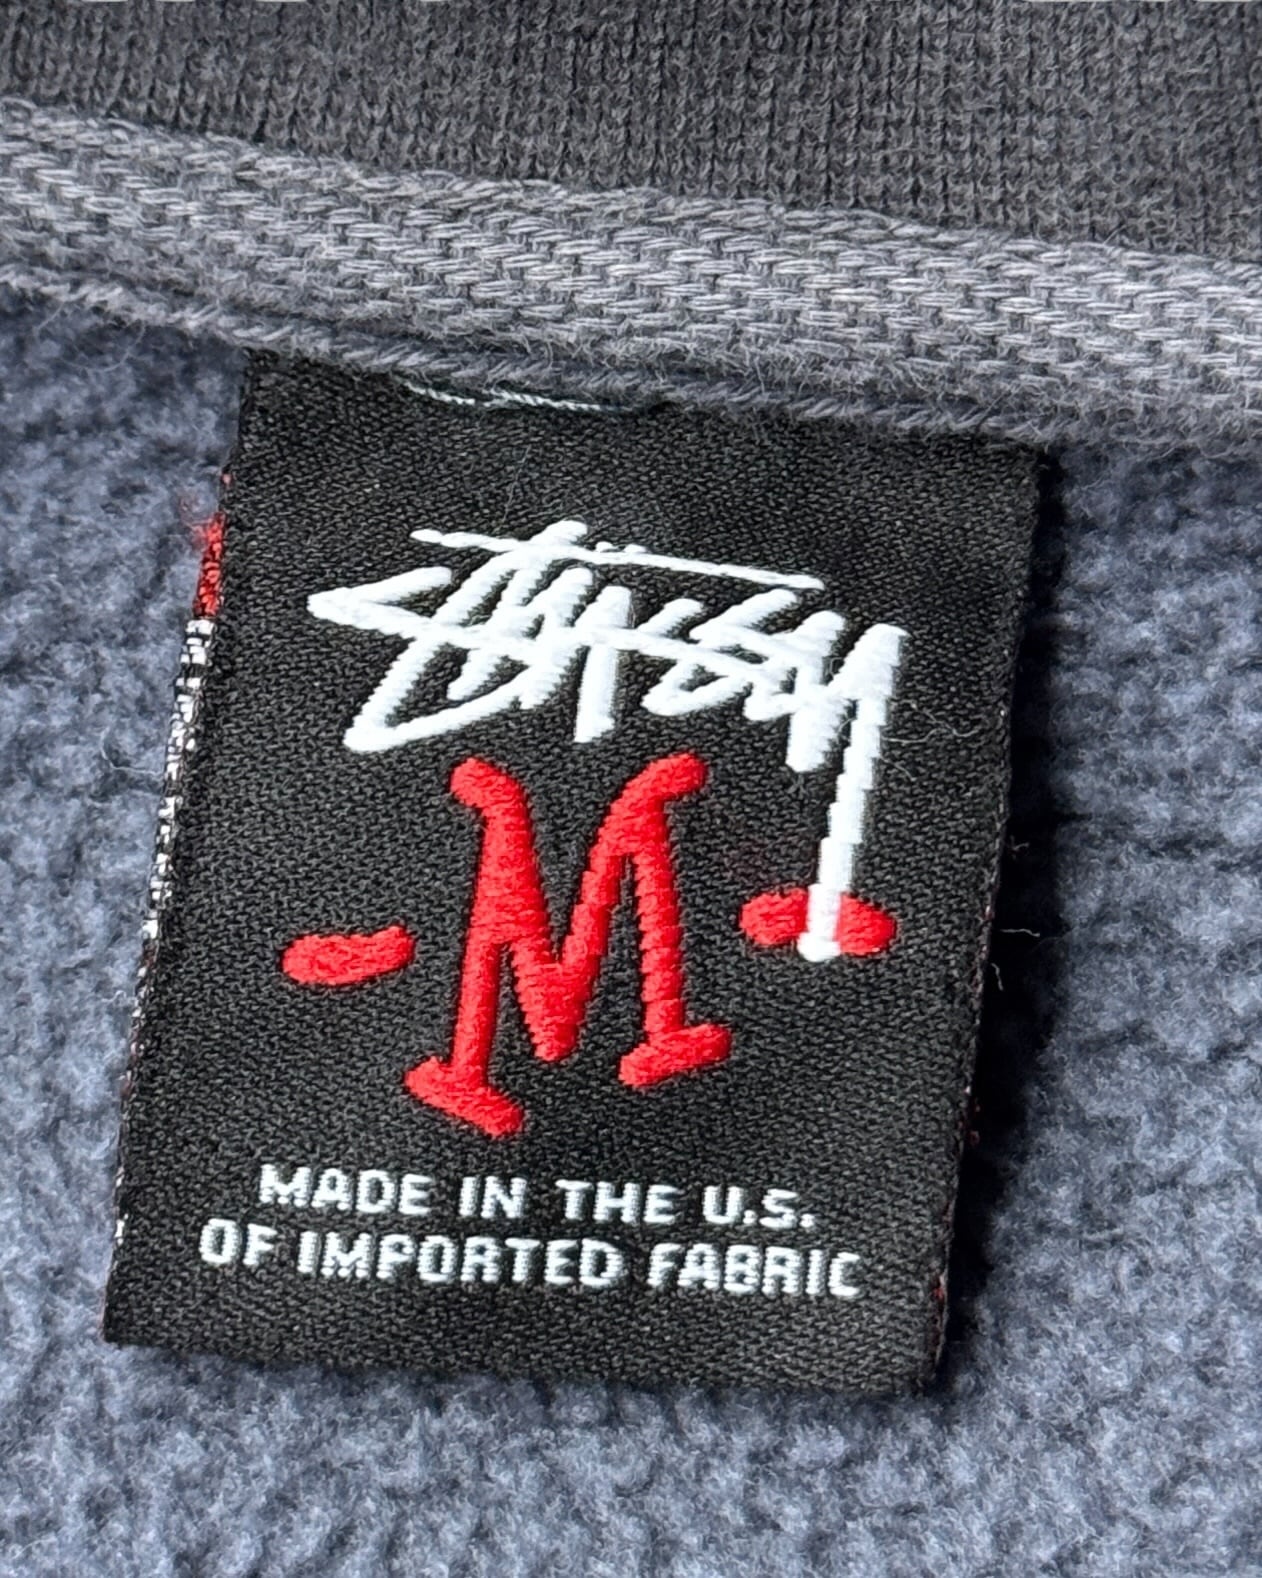 Stüssy
-M-
MADE IN THE U.S.
OF IMPORTED FABRIC